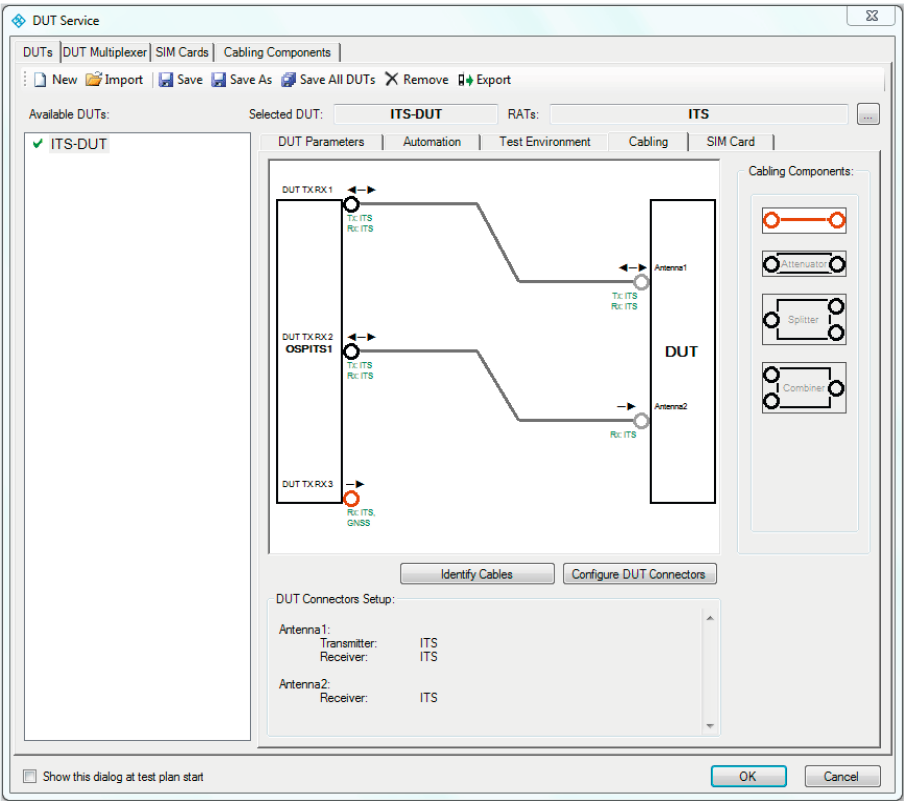 DUT Service
DUTs DUT Multiplexer SIM Cards Cabling Components
New Import Save Save As Save All DUTs Remove Export
Available DUTs: Selected DUT: ITS-DUT RATs: ITS ...
ITS-DUT
DUT Parameters Automation Test Environment Cabling SIM Card
Cabling Components:
DUT TX RX 1
Tx: ITS
Rx: ITS
Antenna1
Tx: ITS
Rx: ITS
Attenuator
Splitter
DUT TX RX 2
OSPITS1
Tx: ITS
Rx: ITS
DUT
Combiner
Antenna2
Rx: ITS
DUT TX RX 3
Rx: ITS,
GNSS
Identify Cables Configure DUT Connectors
DUT Connectors Setup:
Antenna1:
Transmitter: ITS
Receiver: ITS
Antenna2:
Receiver: ITS
Show this dialog at test plan start OK Cancel